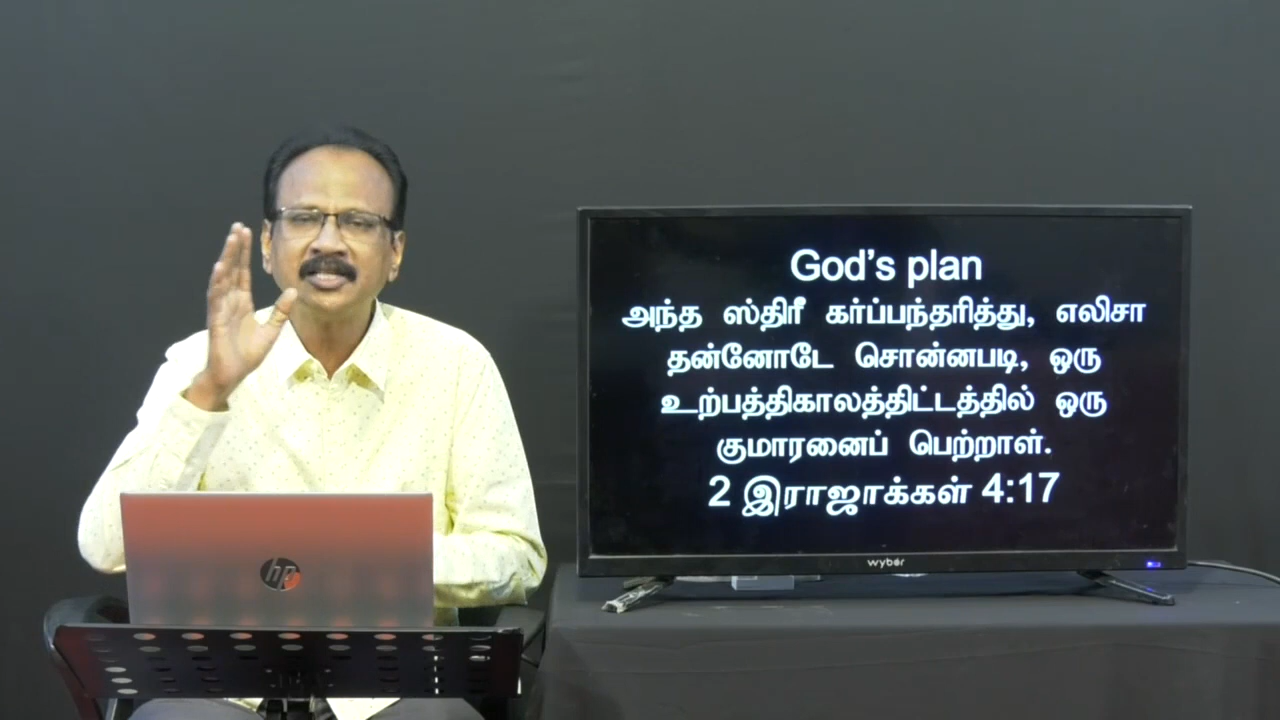 God's plan
அந்த ஸ்திரீ கர்ப்பந்தரித்து, எலிசா
தன்னோடே சொன்னபடி, ஒரு
உற்பத்திகாலத்திட்டத்தில் ஒரு
குமாரனைப் பெற்றாள்.
2 இராஜாக்கள் 4:17
wybor
hp